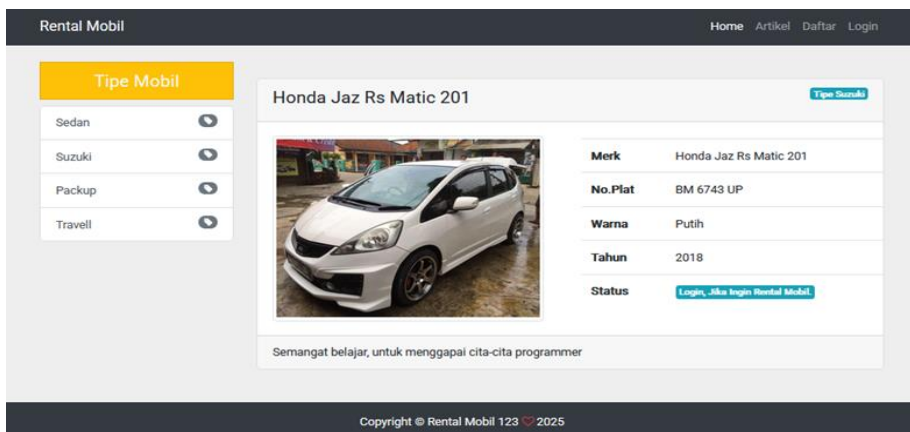 Rental Mobil
Home Artikel Daftar Login
Tipe Mobil
Sedan
Suzuki
Packup
Travell
Honda Jaz Rs Matic 201
Tipe Suzuki
Merk Honda Jaz Rs Matic 201
No.Plat BM 6743 UP
Warna Putih
Tahun 2018
Status Login, Jika Ingin Rental Mobil.
Semangat belajar, untuk menggapai cita-cita programmer
Copyright © Rental Mobil 123 ♡ 2025